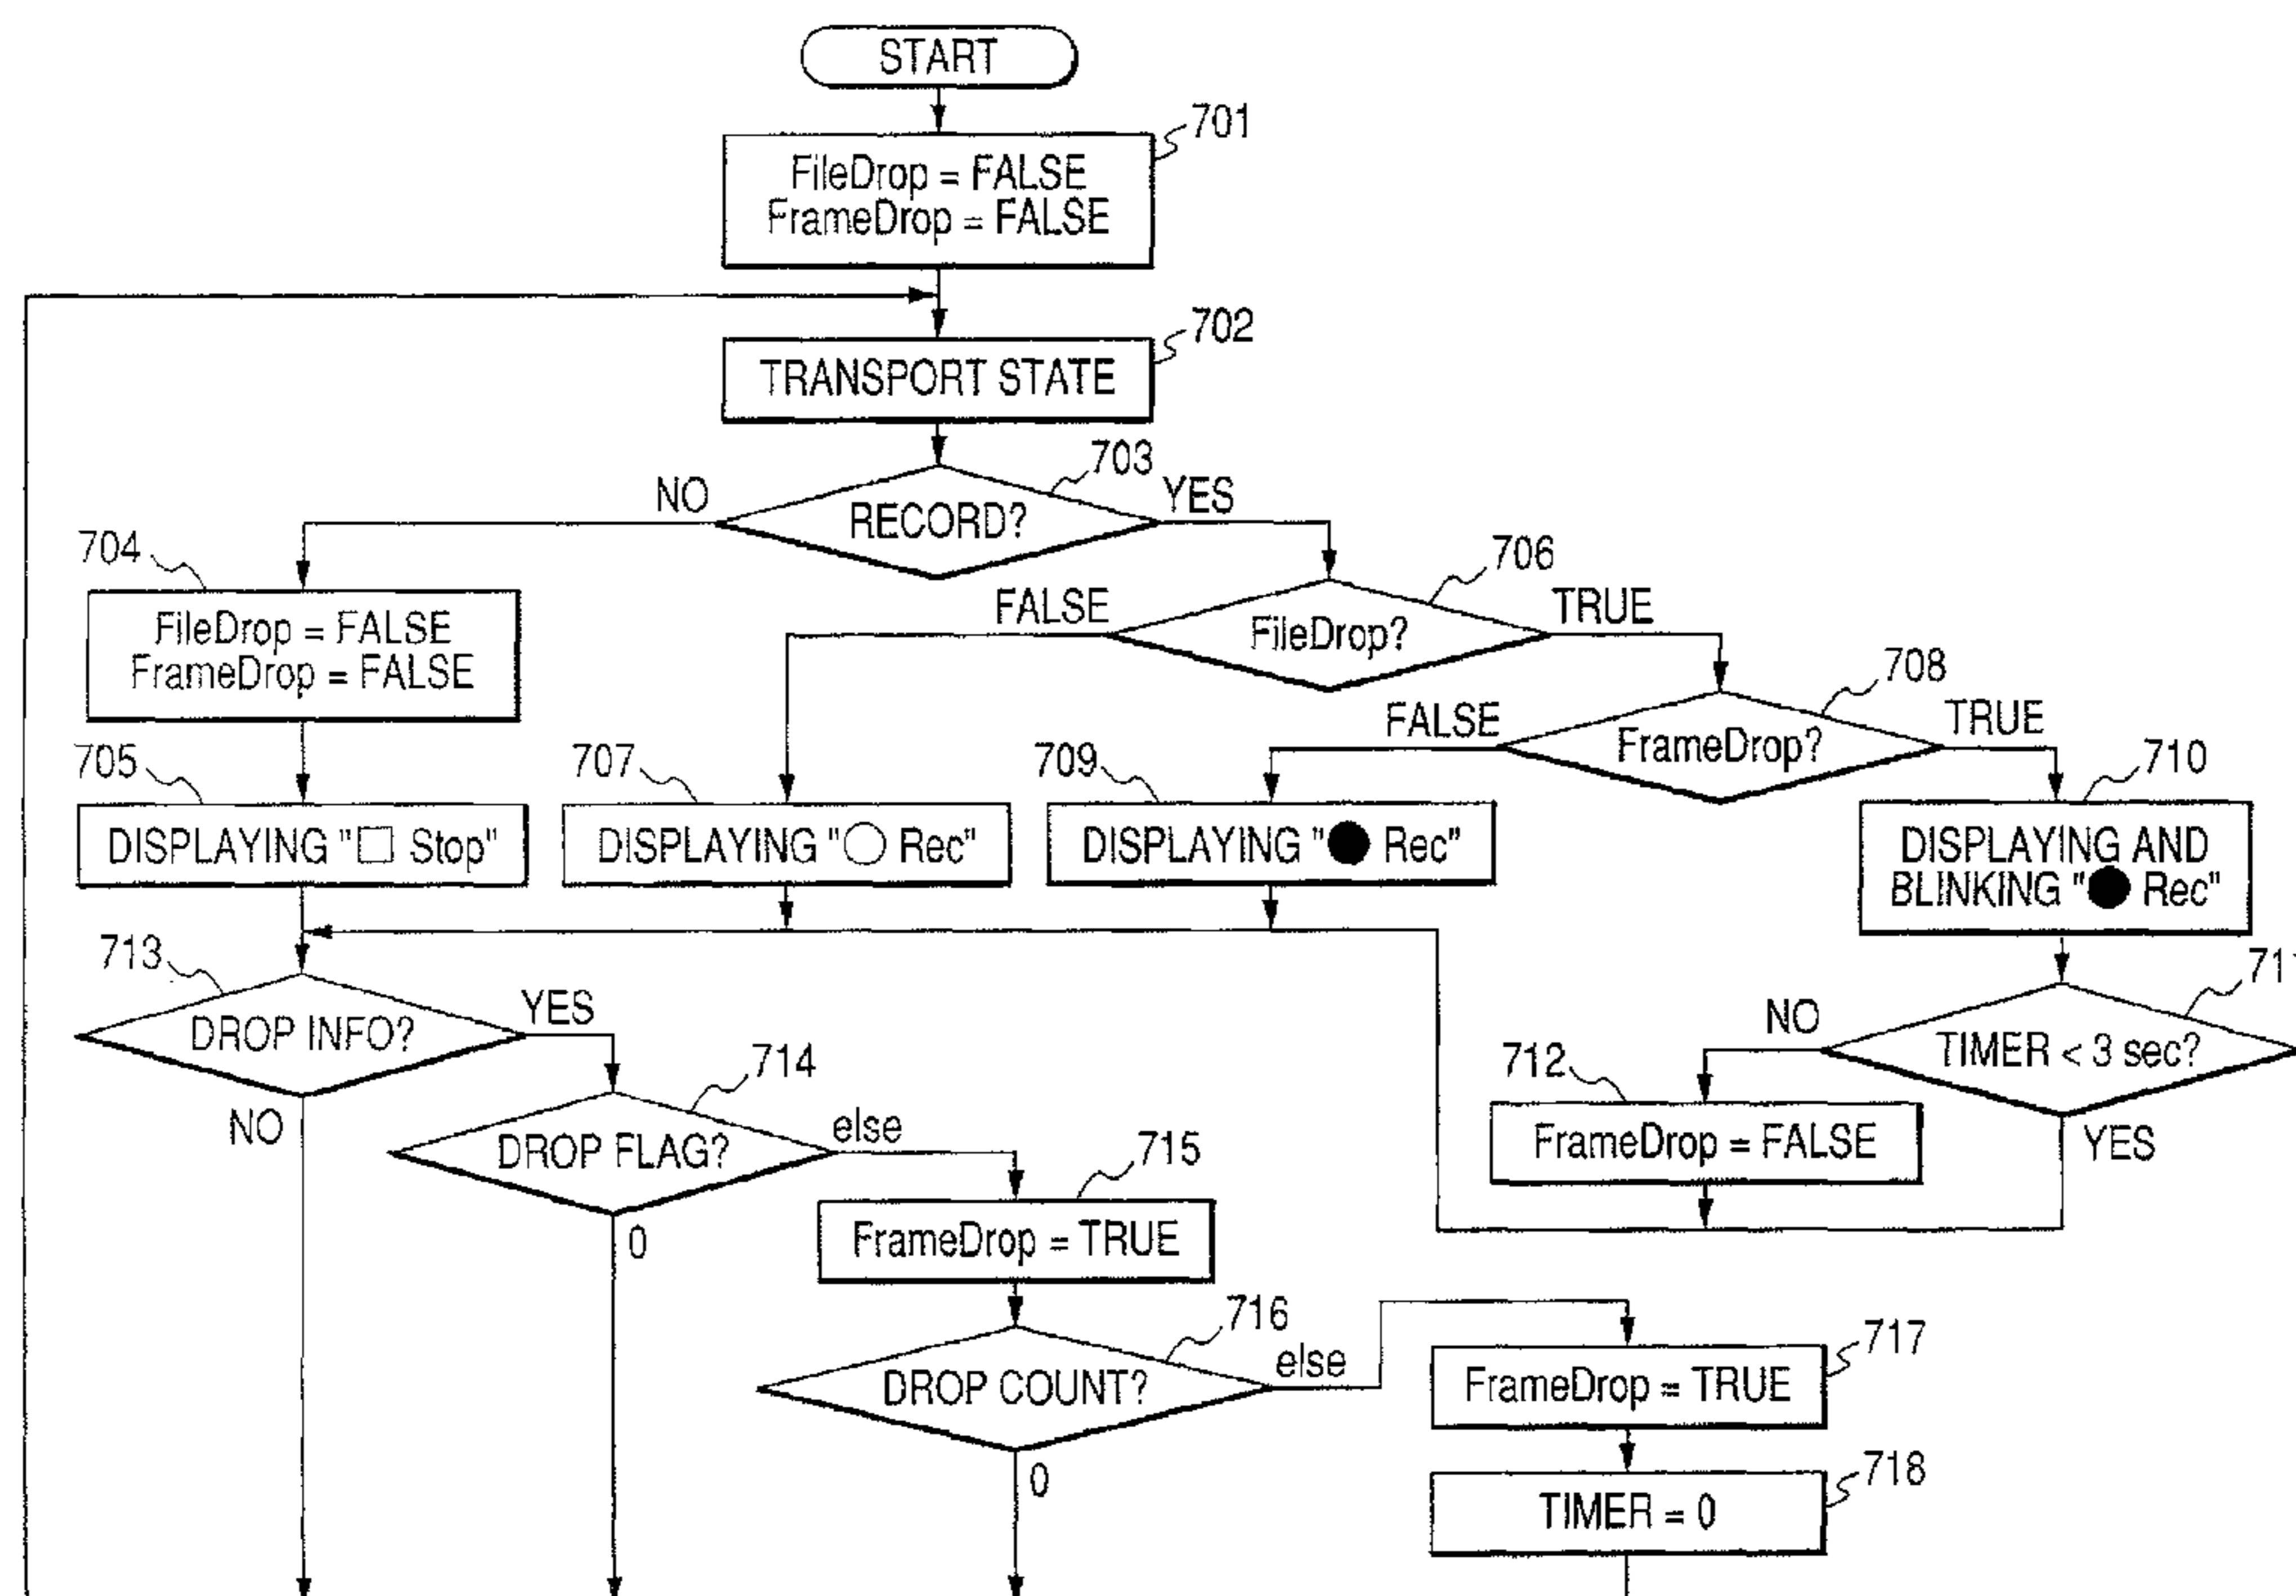 START
701
FileDrop = FALSE
FrameDrop = FALSE
702
TRANSPORT STATE
703
NO
YES
RECORD?
704
FileDrop = FALSE
FrameDrop = FALSE
706
FALSE
TRUE
FileDrop?
708
FALSE
TRUE
FrameDrop?
705
DISPLAYING "□ Stop"
707
DISPLAYING "○ Rec"
709
DISPLAYING "● Rec"
710
DISPLAYING AND
BLINKING "● Rec"
713
DROP INFO?
YES
NO
71
TIMER < 3 sec?
NO
YES
712
FrameDrop = FALSE
714
DROP FLAG?
else
0
715
FrameDrop = TRUE
716
DROP COUNT?
else
0
717
FrameDrop = TRUE
718
TIMER = 0